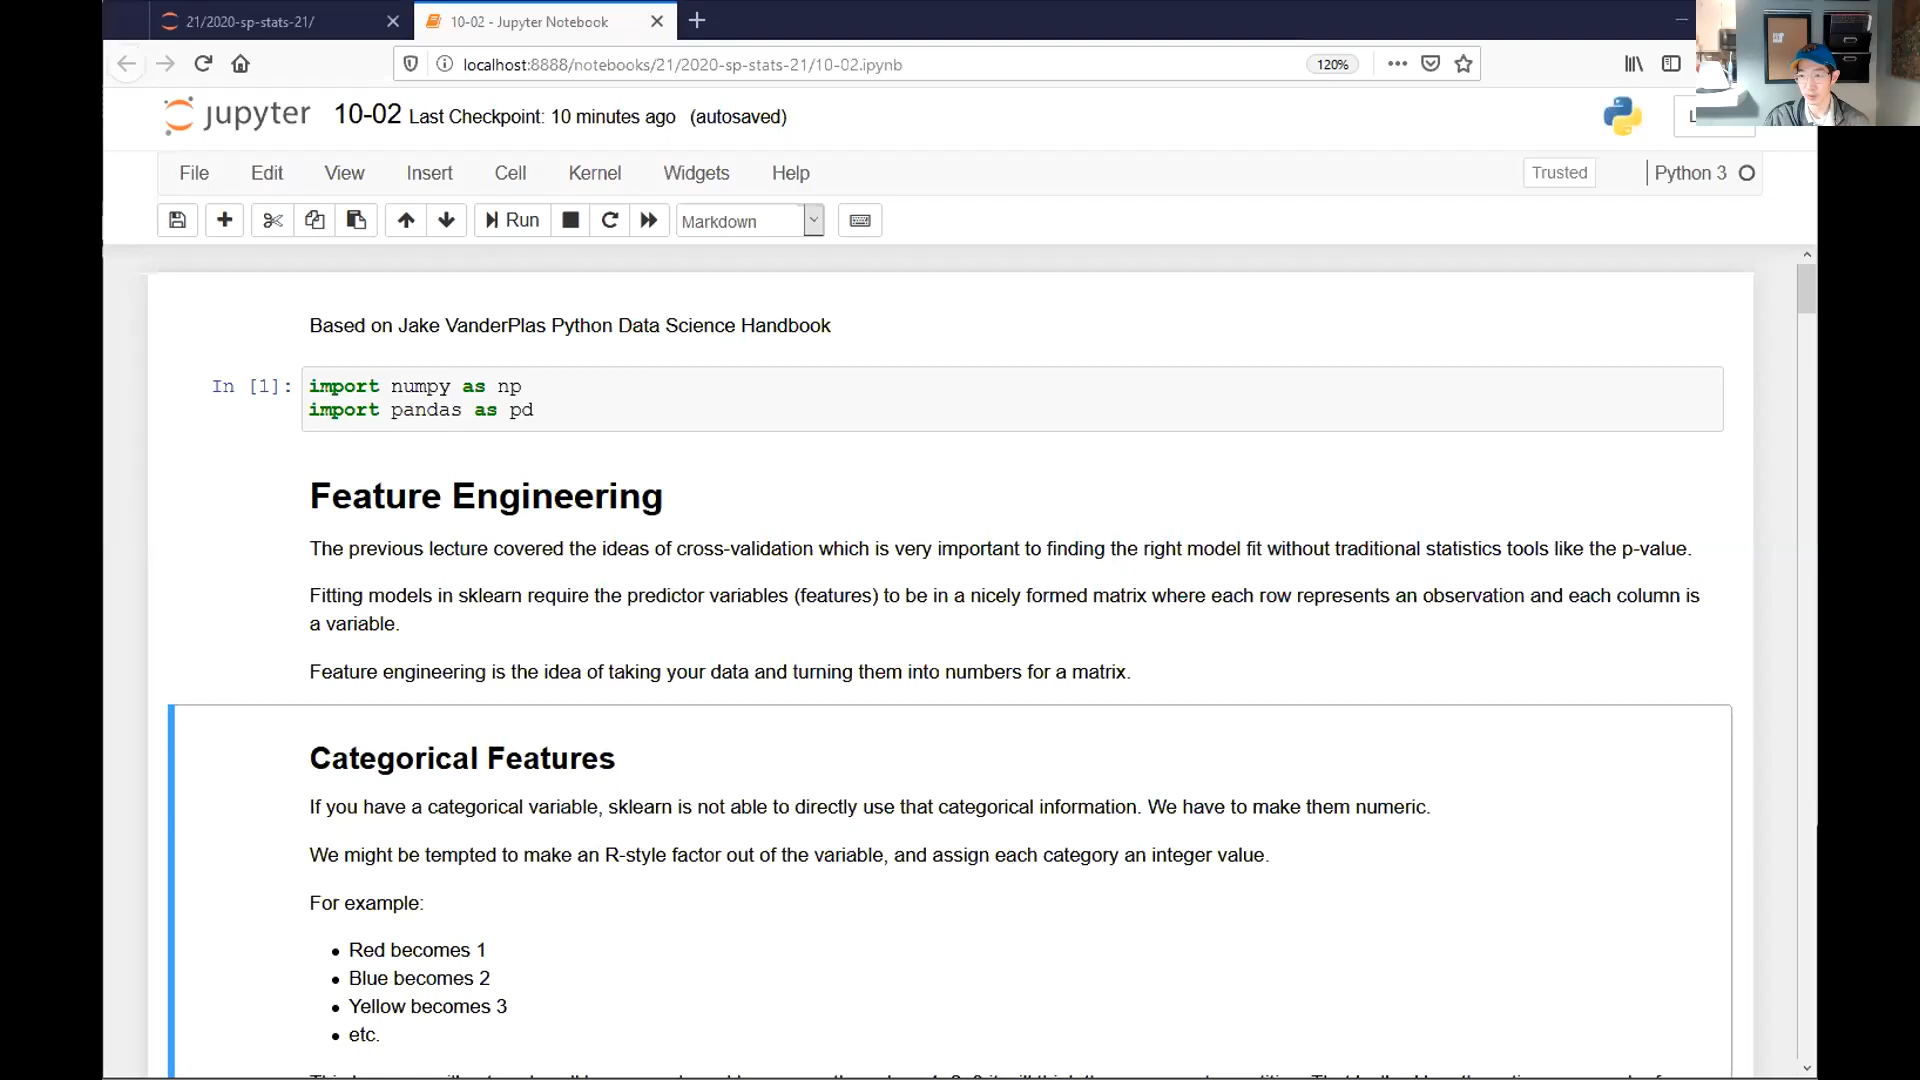 21/2020-sp-stats-21/
10-02 - Jupyter Notebook
localhost:8888/notebooks/21/2020-sp-stats-21/10-02.ipynb
120%
jupyter 10-02 Last Checkpoint: 10 minutes ago (autosaved)
File Edit View Insert Cell Kernel Widgets Help
Trusted
Python 3
Run
Markdown
Based on Jake VanderPlas Python Data Science Handbook
In [1]:
import numpy as np
import pandas as pd
Feature Engineering
The previous lecture covered the ideas of cross-validation which is very important to finding the right model fit without traditional statistics tools like the p-value.
Fitting models in sklearn require the predictor variables (features) to be in a nicely formed matrix where each row represents an observation and each column is
a variable.
Feature engineering is the idea of taking your data and turning them into numbers for a matrix.
Categorical Features
If you have a categorical variable, sklearn is not able to directly use that categorical information. We have to make them numeric.
We might be tempted to make an R-style factor out of the variable, and assign each category an integer value.
For example:
• Red becomes 1
• Blue becomes 2
• Yellow becomes 3
• etc.